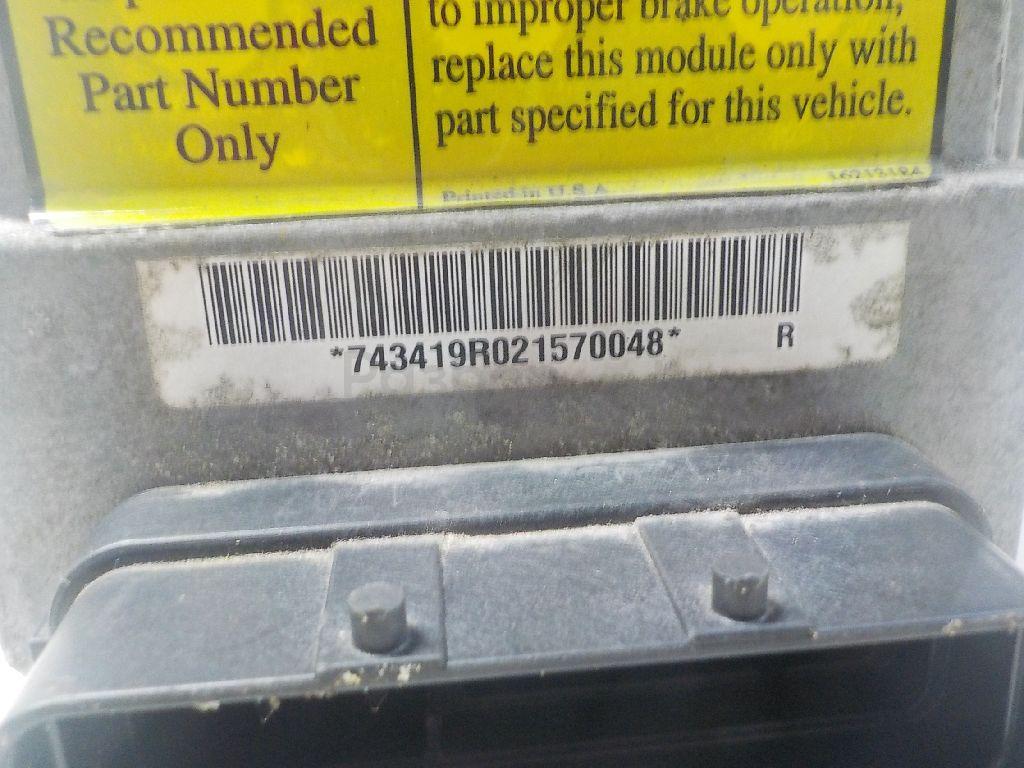 Recommended
Part Number
Only
to improper brake operation,
replace this module only with
part specified for this vehicle.
Printed in U.S.A.
*743419R021570048*
R